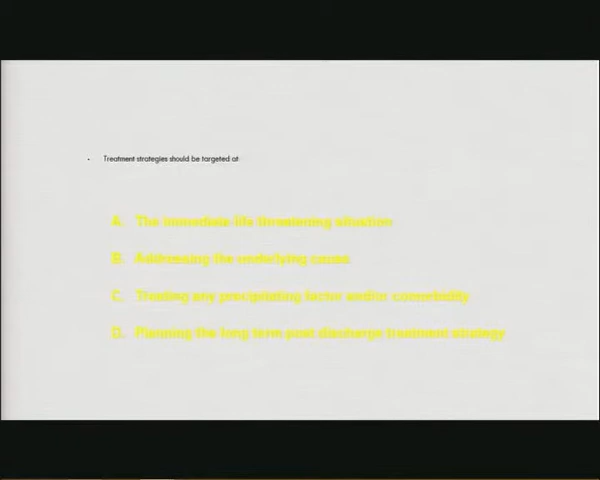 - Treatment strategies should be targeted at
A. The immediate life threatening situation
B. Addressing the underlying cause
C. Treating any precipitating factor and/or comorbidity
D. Planning the long term post discharge treatment strategy